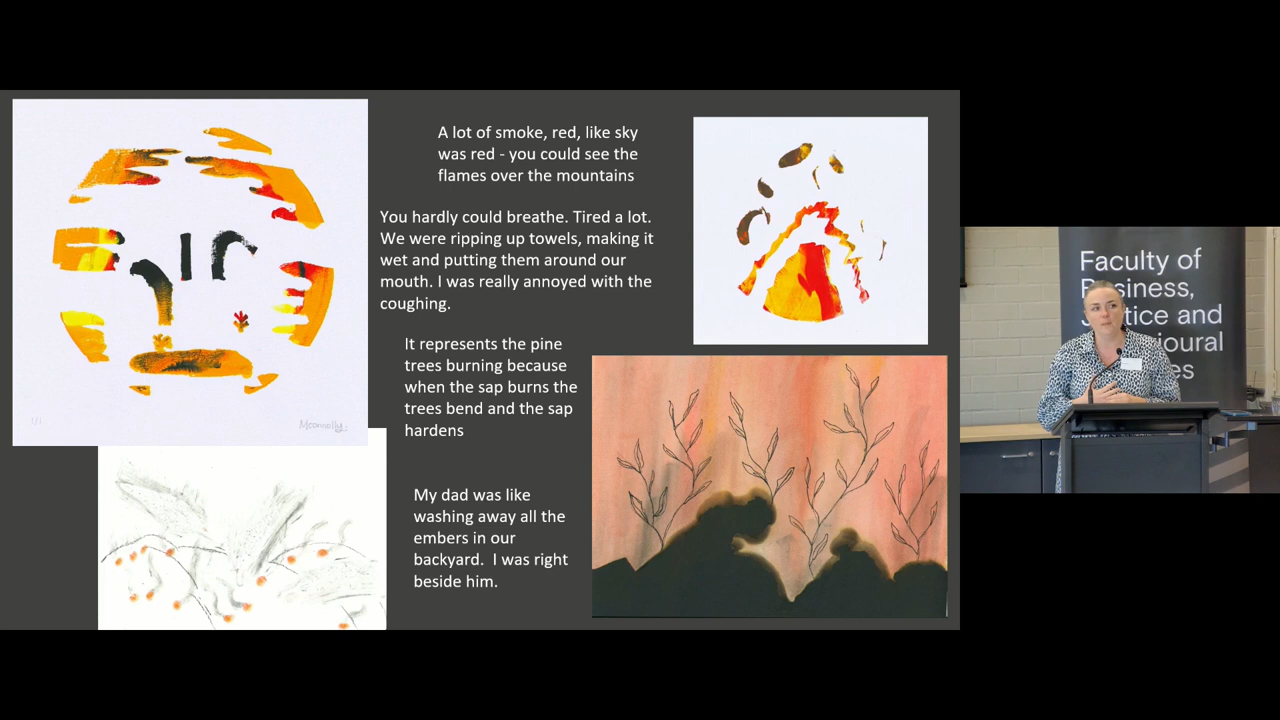 A lot of smoke, red, like sky
was red - you could see the
flames over the mountains
You hardly could breathe. Tired a lot.
We were ripping up towels, making it
wet and putting them around our
mouth. I was really annoyed with the
coughing.
It represents the pine
trees burning because
when the sap burns the
trees bend and the sap
hardens
My dad was like
washing away all the
embers in our
backyard.  I was right
beside him.
1/1
Faculty of
Business,
and